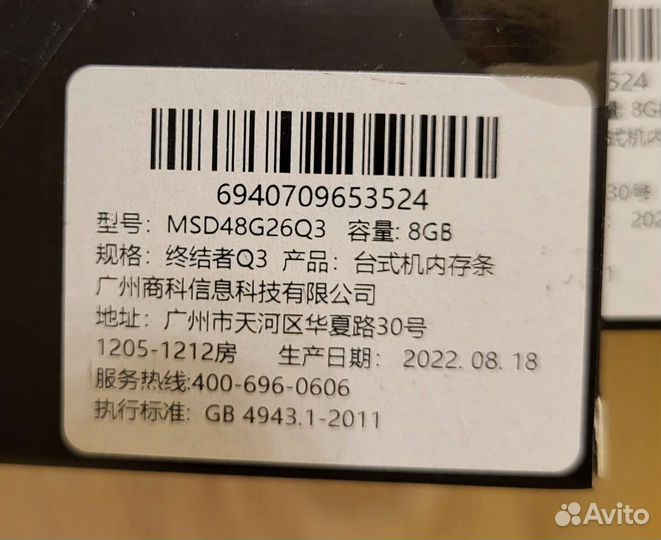 6940709653524
型号: MSD48G26Q3 容量: 8GB
规格: 终结者Q3 产品: 台式机内存条
广州商科信息科技有限公司
地址: 广州市天河区华夏路30号
1205-1212房 生产日期: 2022. 08. 18
服务热线:400-696-0606
执行标准: GB 4943.1-2011
524
量: 8G
式机内
30号
202
Avito